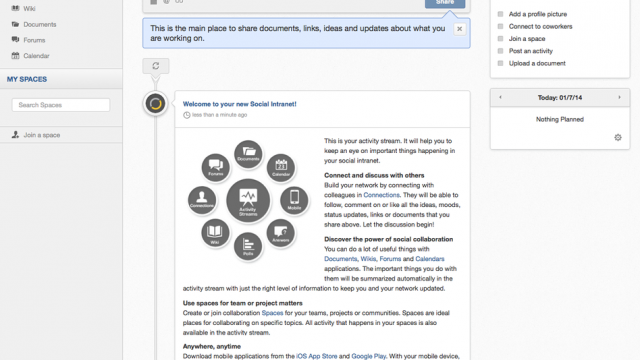 Wiki
Documents
Forums
Calendar
MY SPACES
Search Spaces
Join a space
Share
This is the main place to share documents, links, ideas and updates about what you
are working on.
Welcome to your new Social Intranet!
less than a minute ago
Documents
Calendar
Mobile
Answers
Polls
Wiki
Connections
Forums
Activity
Streams
This is your activity stream. It will help you to
keep an eye on important things happening in
your social intranet.
Connect and discuss with others
Build your network by connecting with
colleagues in Connections. They will be able to
follow, comment on or like all the ideas, moods,
status updates, links or documents that you
share above. Let the discussion begin!
Discover the power of social collaboration
You can do a lot of useful things with
Documents, Wikis, Forums and Calendars
applications. The important things you do with
them will be summarized automatically in the
activity stream with just the right level of information to keep you and your network updated.
Use spaces for team or project matters
Create or join collaboration Spaces for your teams, projects or communities. Spaces are ideal
places for collaborating on specific topics. All activity that happens in your spaces is also
available in the activity stream.
Anywhere, anytime
Download mobile applications from the iOS App Store and Google Play. With your mobile device,
Add a profile picture
Connect to coworkers
Join a space
Post an activity
Upload a document
Today: 01/7/14
Nothing Planned